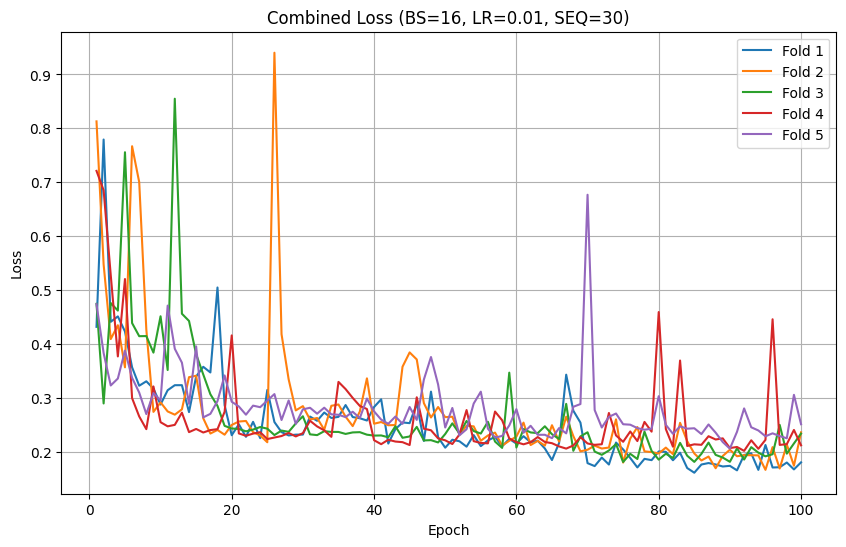 Combined Loss (BS=16, LR=0.01, SEQ=30)
Fold 1
Fold 2
Fold 3
Fold 4
Fold 5
0.9
0.8
0.7
0.6
0.5
0.4
0.3
0.2
Loss
0 20 40 60 80 100
Epoch